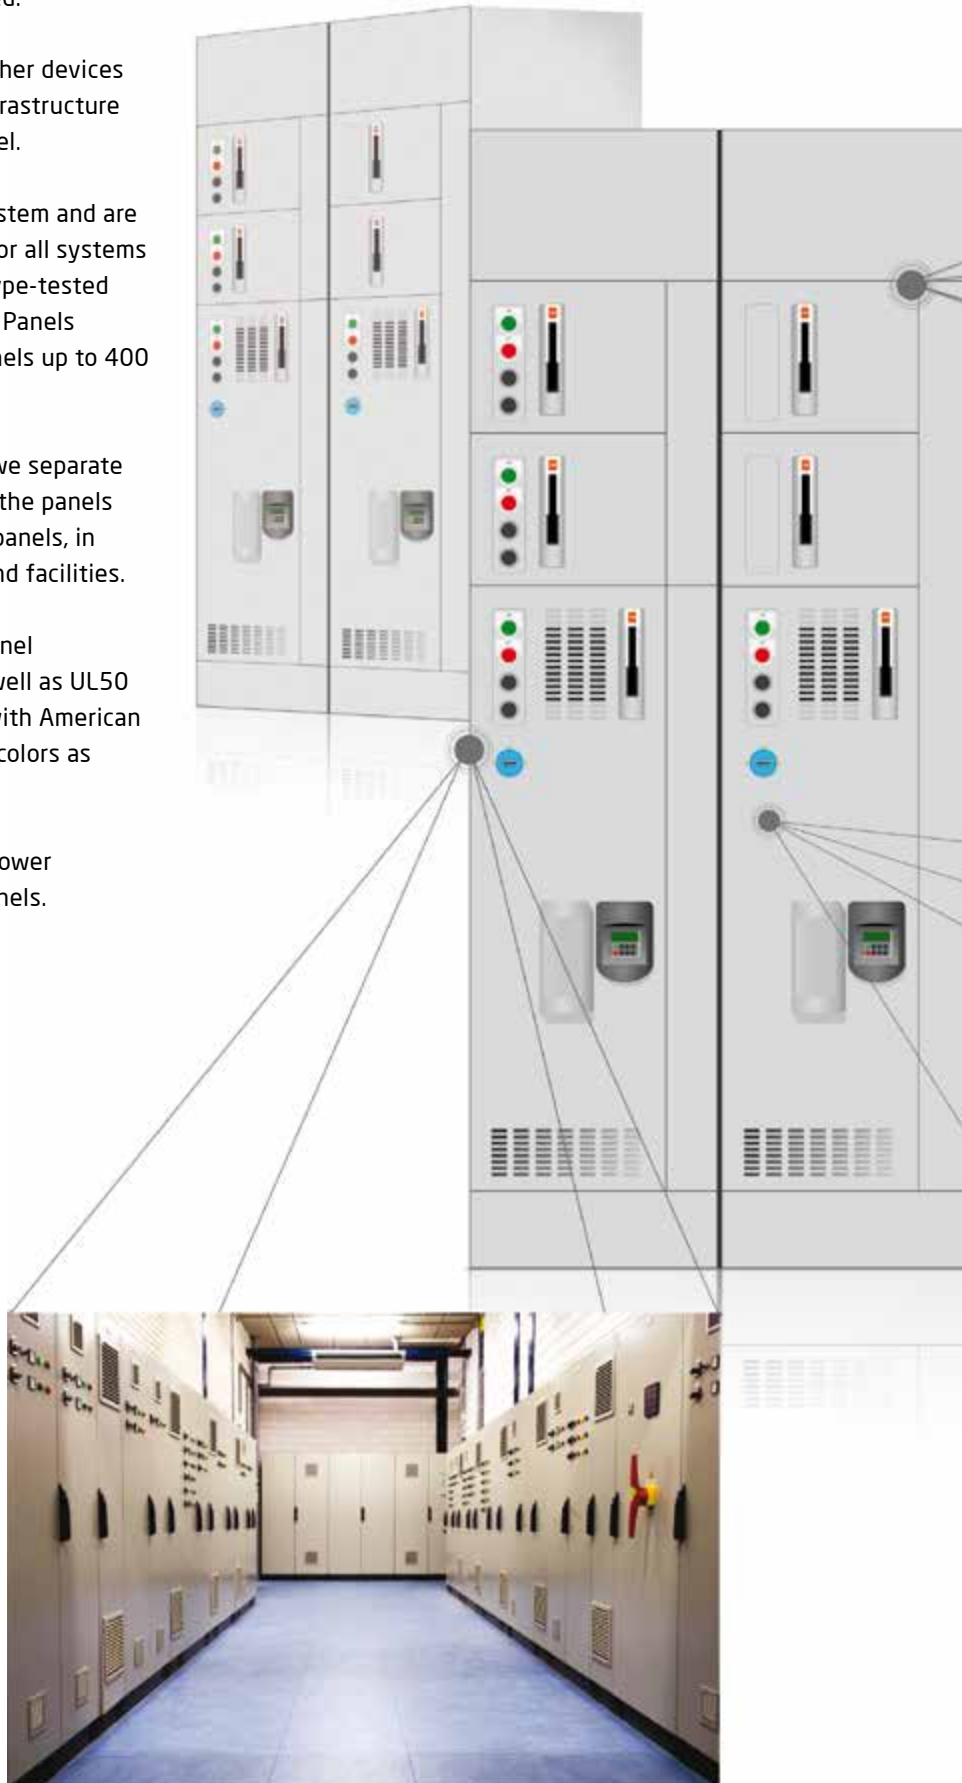 her devices
rastructure
el.
stem and are
or all systems
ype-tested
Panels
nels up to 400
we separate
the panels
panels, in
nd facilities.
nel
well as UL50
with American
colors as
ower
nels.